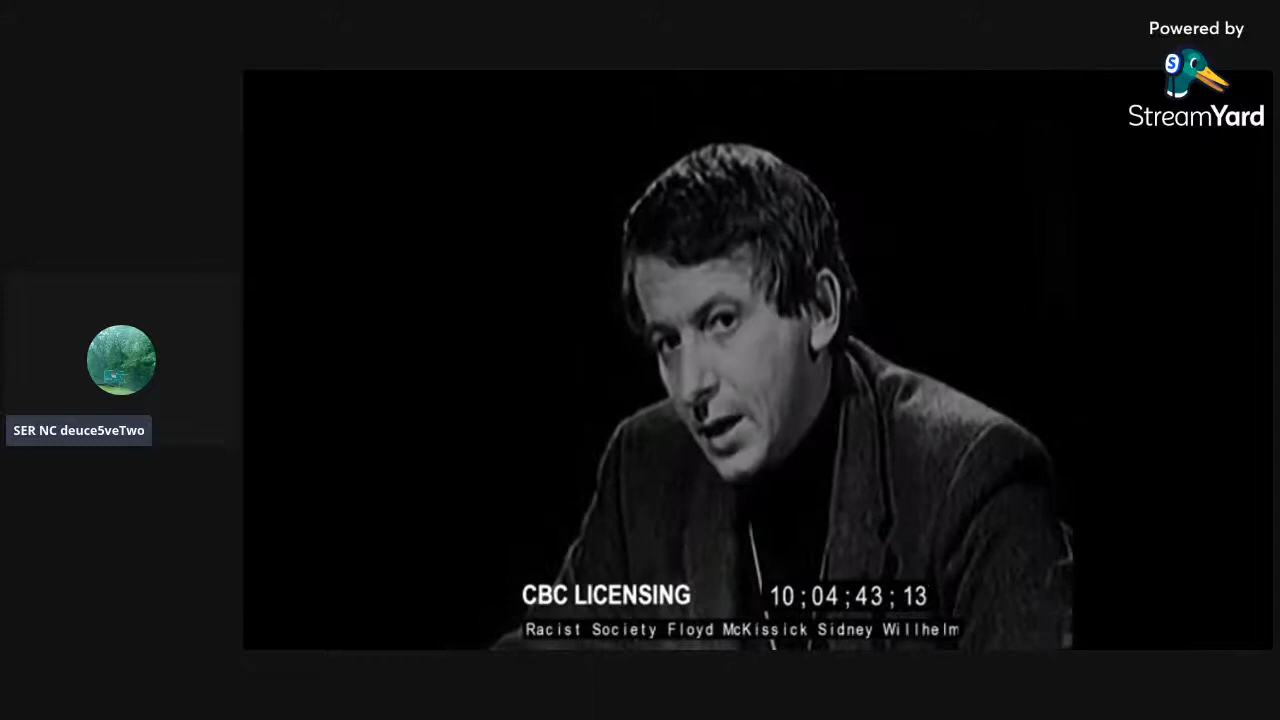 Powered by
StreamYard
SER NC deuce5veTwo
CBC LICENSING 10;04;43;13
Racist Society Floyd McKissick Sidney Willhelm